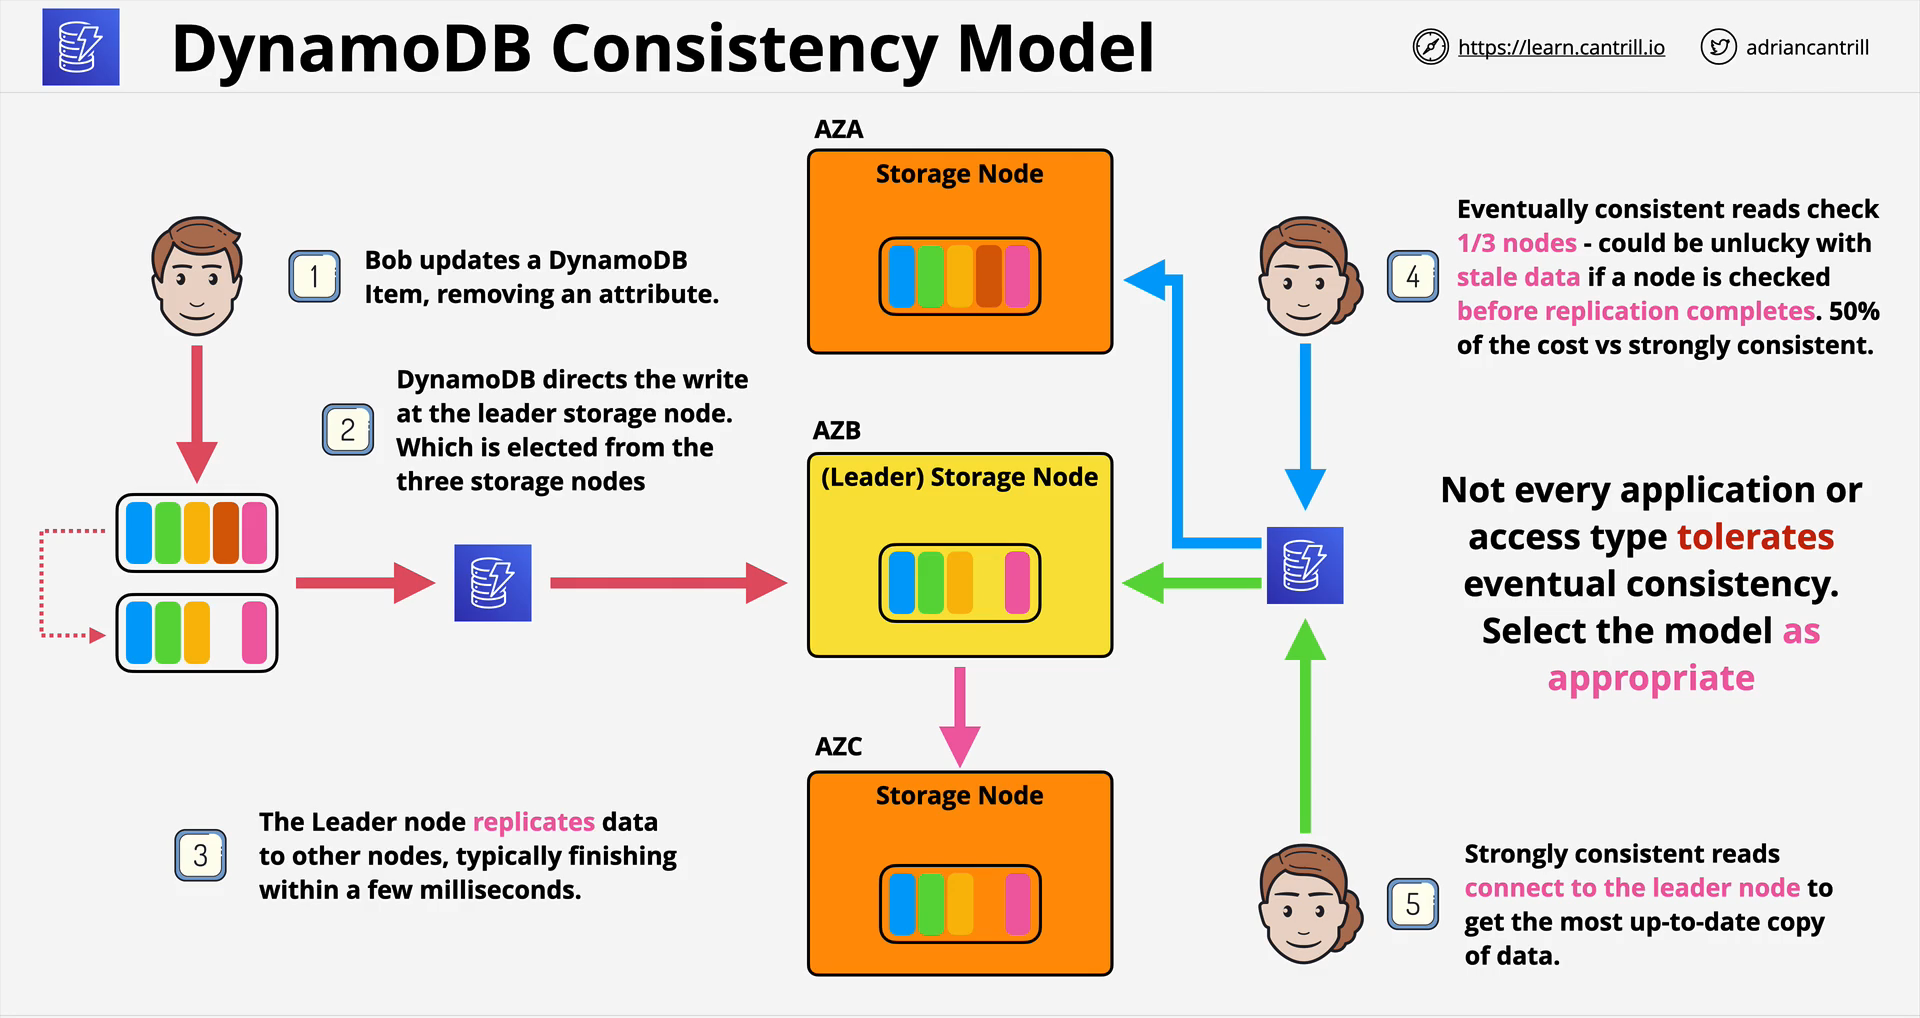 DynamoDB Consistency Model
https://learn.cantrill.io
adriancantrill
1
Bob updates a DynamoDB
Item, removing an attribute.
2
DynamoDB directs the write
at the leader storage node.
Which is elected from the
three storage nodes
3
The Leader node replicates data
to other nodes, typically finishing
within a few milliseconds.
AZA
Storage Node
AZB
(Leader) Storage Node
AZC
Storage Node
4
Eventually consistent reads check
1/3 nodes - could be unlucky with
stale data if a node is checked
before replication completes. 50%
of the cost vs strongly consistent.
Not every application or
access type tolerates
eventual consistency.
Select the model as
appropriate
5
Strongly consistent reads
connect to the leader node to
get the most up-to-date copy
of data.